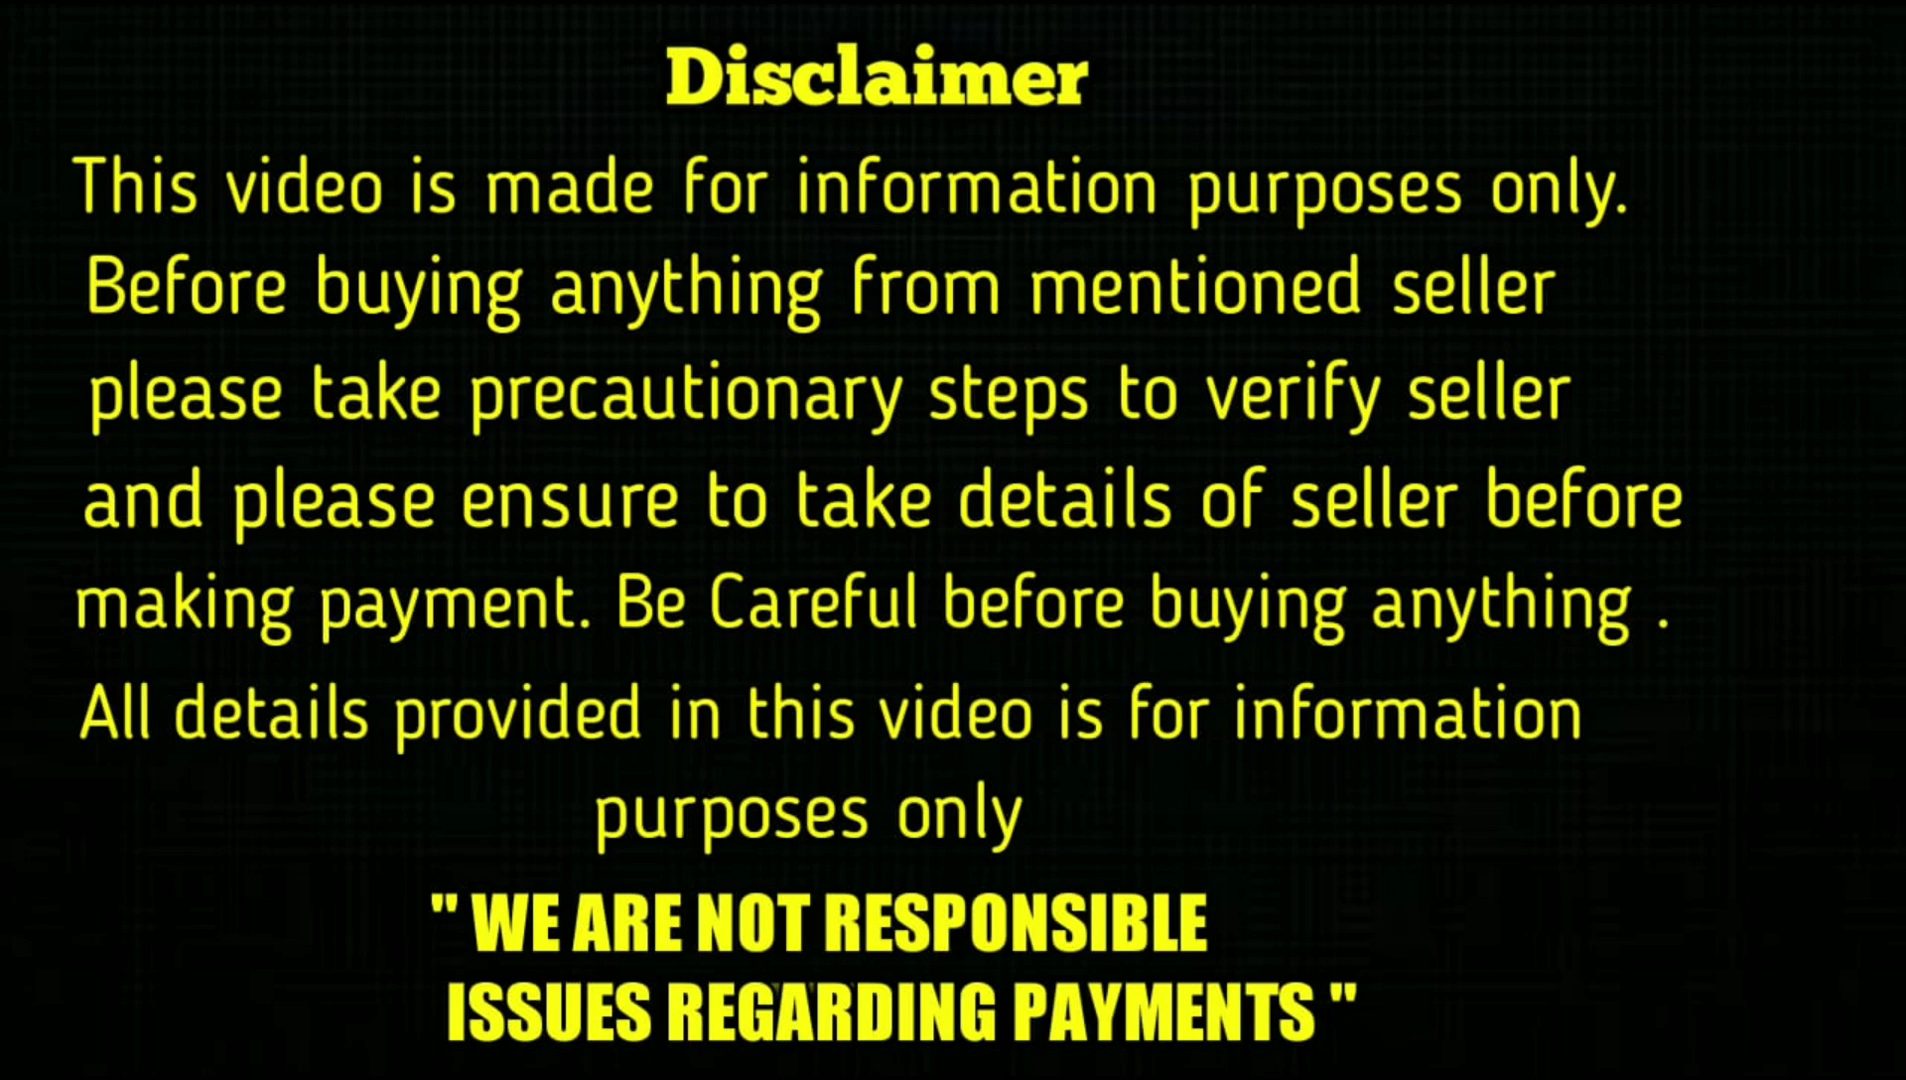 Disclaimer
This video is made for information purposes only.
Before buying anything from mentioned seller
please take precautionary steps to verify seller
and please ensure to take details of seller before
making payment. Be Careful before buying anything .
All details provided in this video is for information
purposes only
" WE ARE NOT RESPONSIBLE
ISSUES REGARDING PAYMENTS "